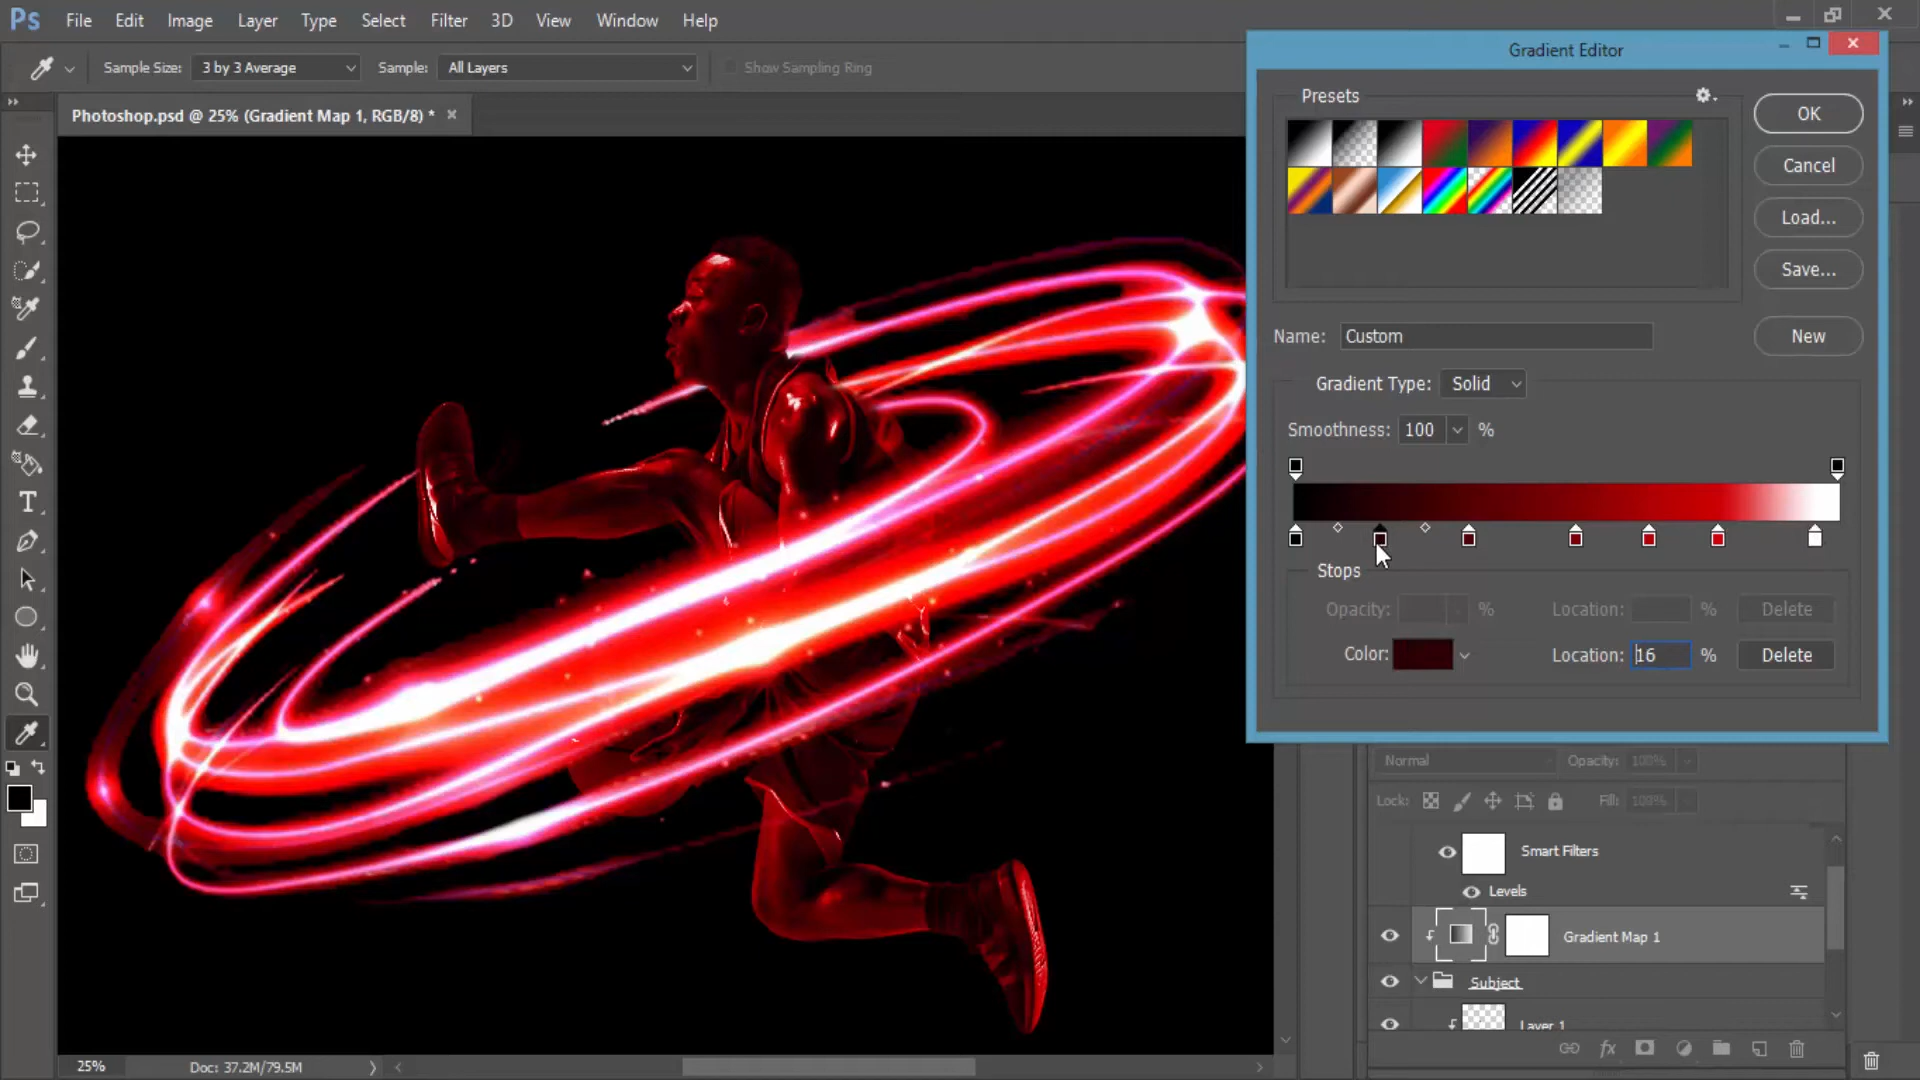 Ps File Edit Image Layer Type Select Filter 3D View Window Help
Sample Size: 3 by 3 Average Sample: All Layers Show Sampling Ring
Photoshop.psd @ 25% (Gradient Map 1, RGB/8) *
Gradient Editor
Presets
OK
Cancel
Load...
Save...
Name: Custom
New
Gradient Type: Solid
Smoothness: 100 %
Stops
Opacity: % Location: % Delete
Color: Location: 16 % Delete
Normal Opacity: 100%
Lock: Fill: 100%
Smart Filters
Levels
Gradient Map 1
Subject
Layer 1
fx
25% Doc: 37.2M/79.5M